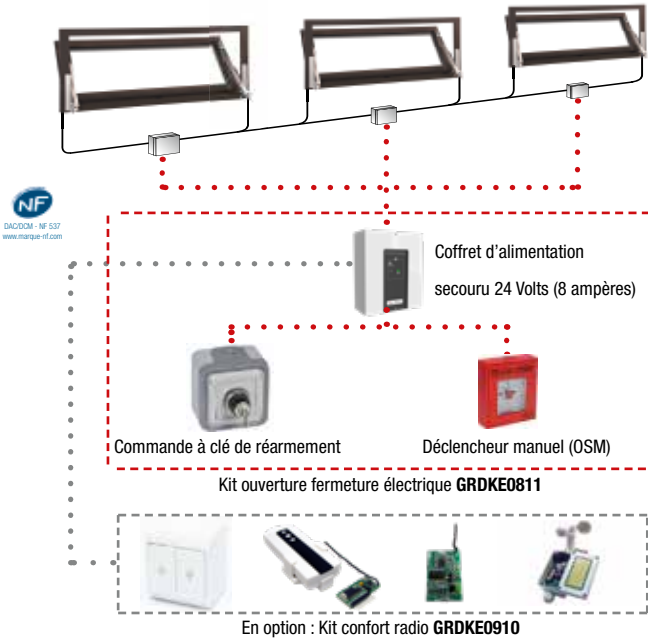 NF
DAC/DCM - NF 537
www.marque-nf.com
Coffret d'alimentation
secouru 24 Volts (8 ampères)
Commande à clé de réarmement
Déclencheur manuel (OSM)
Kit ouverture fermeture électrique GRDKE0811
En option : Kit confort radio GRDKE0910